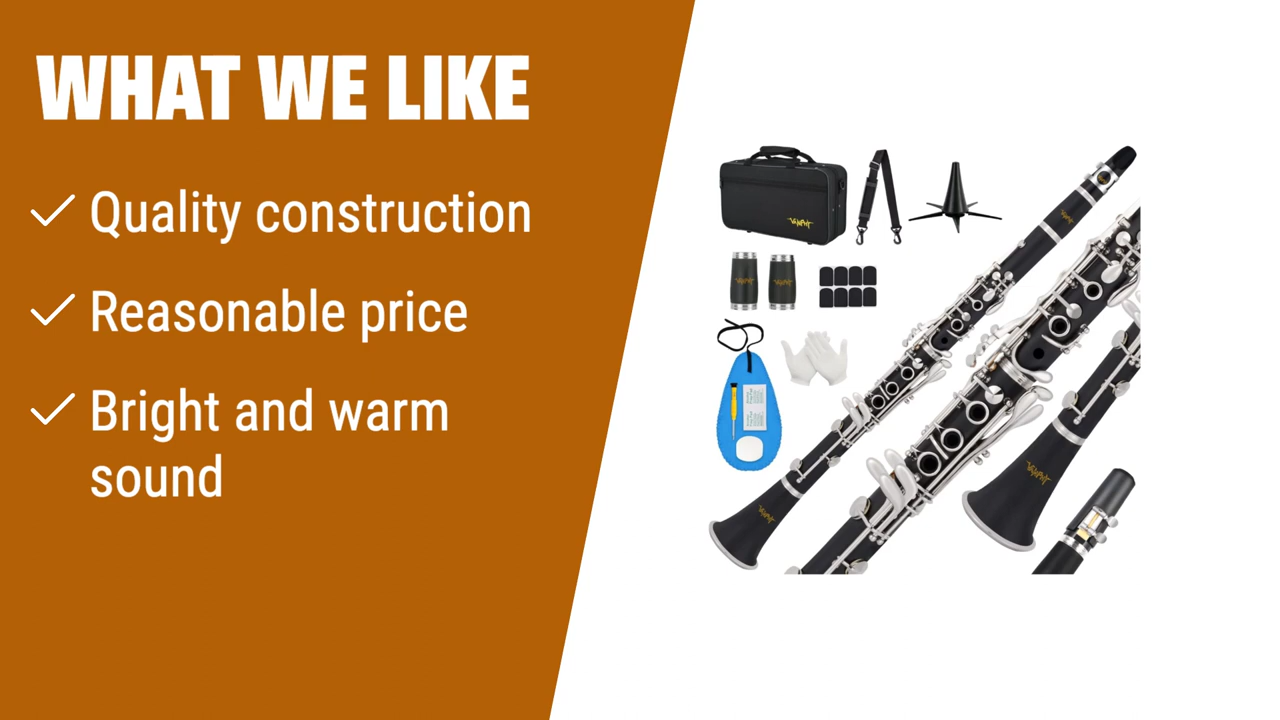 WHAT WE LIKE
Quality construction
Reasonable price
Bright and warm
sound